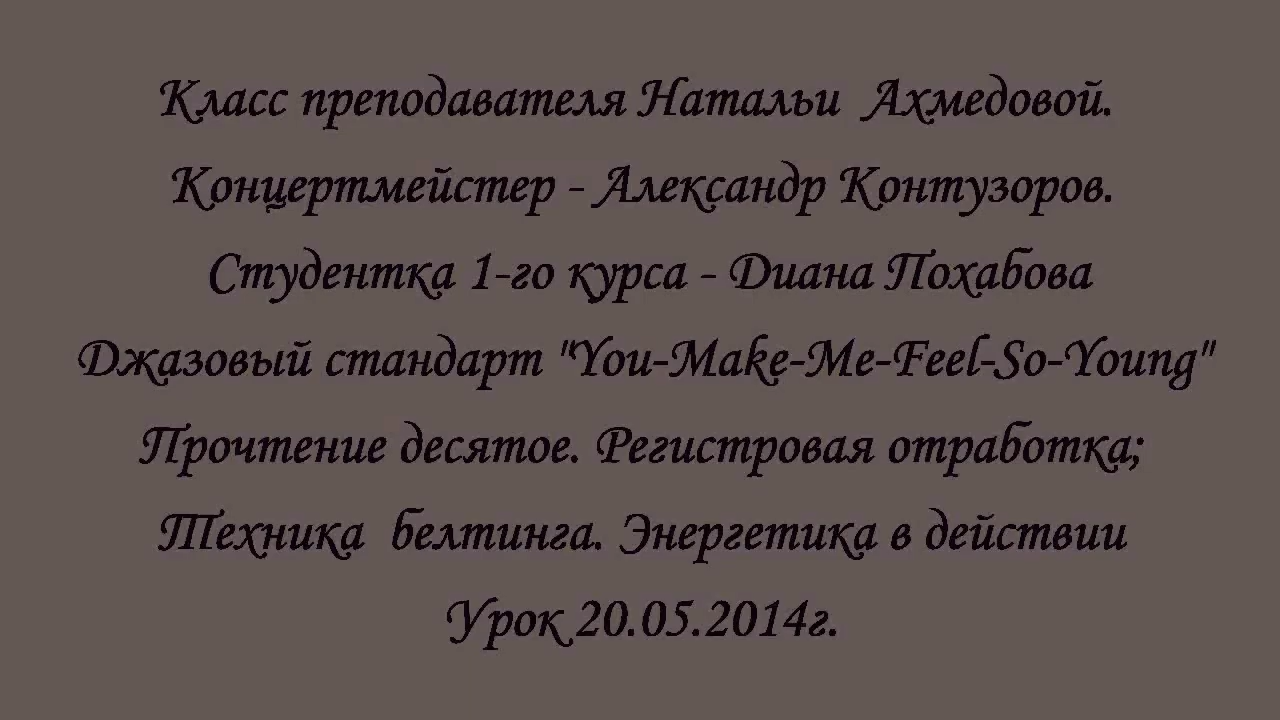 Класс преподавателя Натальи Ахмедовой.
Концертмейстер - Александр Контузоров.
Студентка 1-го курса - Диана Похабова
Джазовый стандарт "You-Make-Me-Feel-So-Young"
Прочтение десятое. Регистровая отработка;
Техника белтинга. Энергетика в действии
Урок 20.05.2014г.